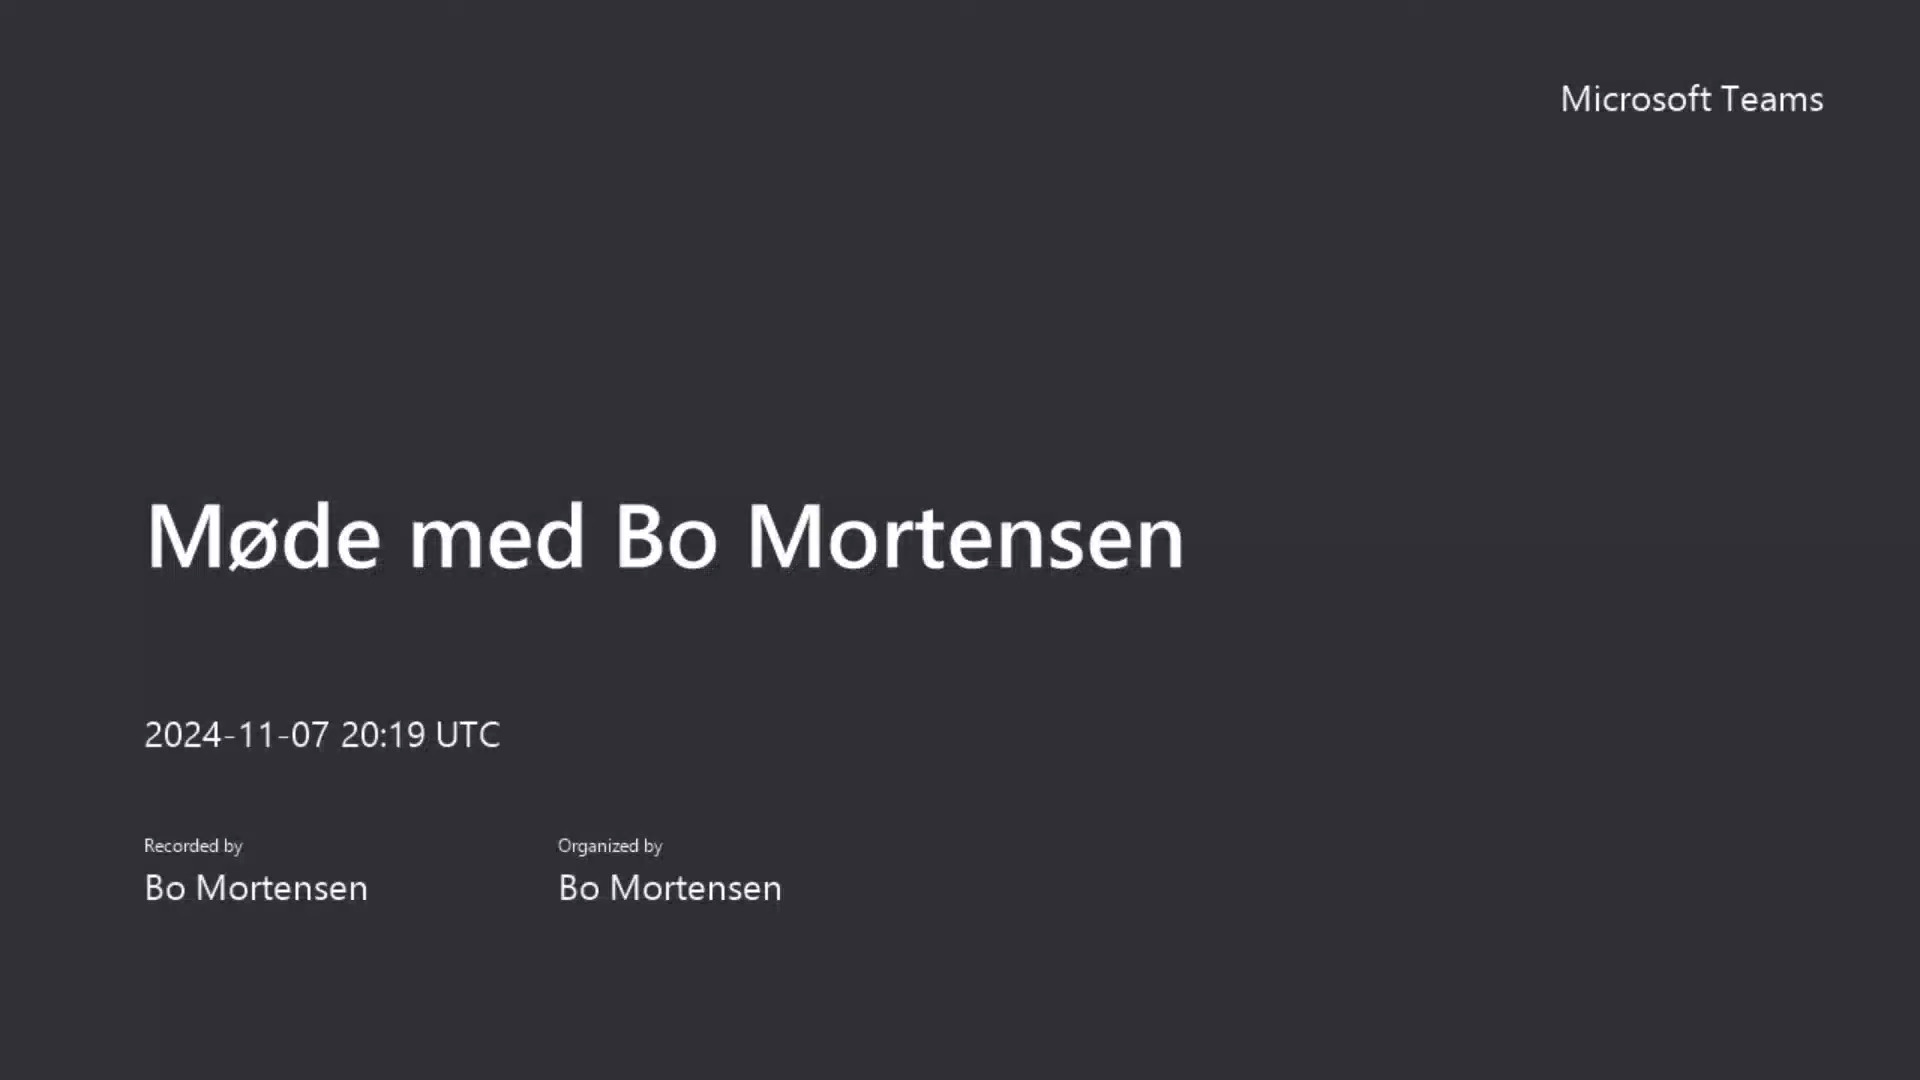 Microsoft Teams
Møde med Bo Mortensen
2024-11-07 20:19 UTC
Recorded by
Bo Mortensen
Organized by
Bo Mortensen